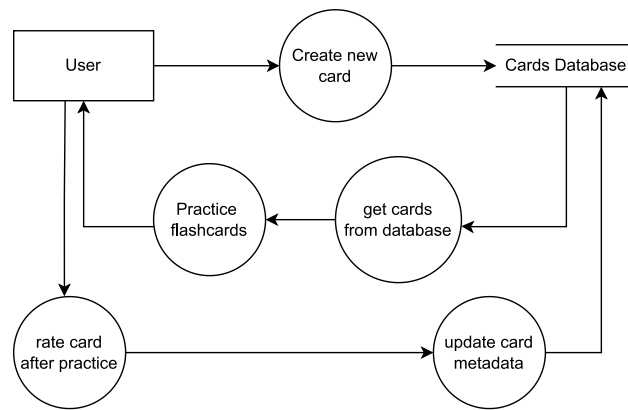 User
Create new
card
Cards Database
Practice
flashcards
get cards
from database
rate card
after practice
update card
metadata